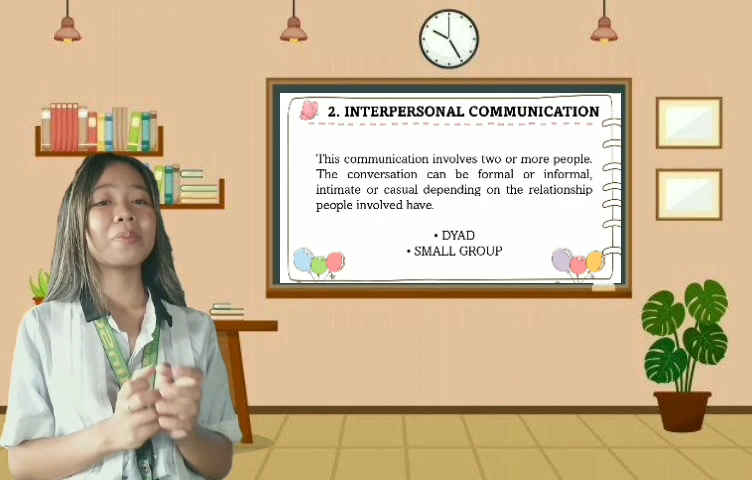 2. INTERPERSONAL COMMUNICATION
This communication involves two or more people.
The conversation can be formal or informal,
intimate or casual depending on the relationship
people involved have.
• DYAD
• SMALL GROUP